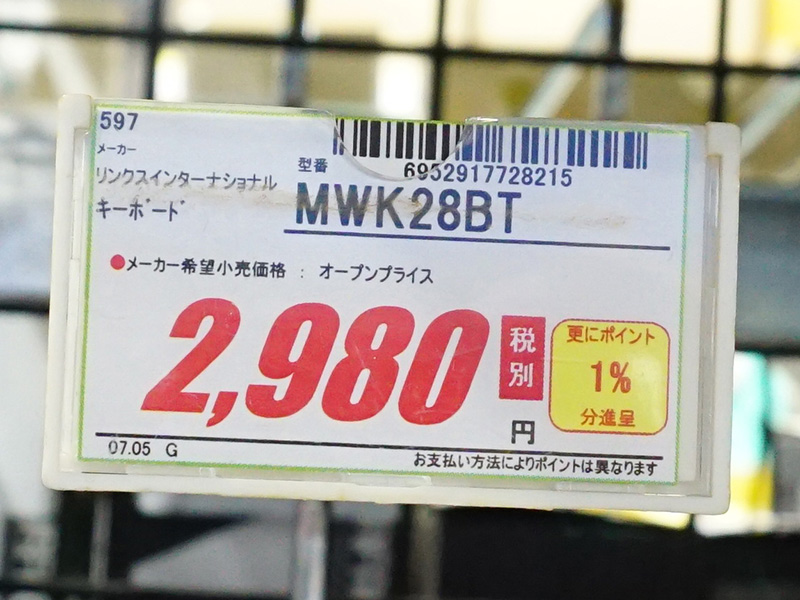 597
メーカー
リンクスインターナショナル
キーボード
型番
6952917728215
MWK28BT
●メーカー希望小売価格 : オープンプライス
2,980
税別
円
更にポイント
1%
分進呈
07.05 G
お支払い方法によりポイントは異なります